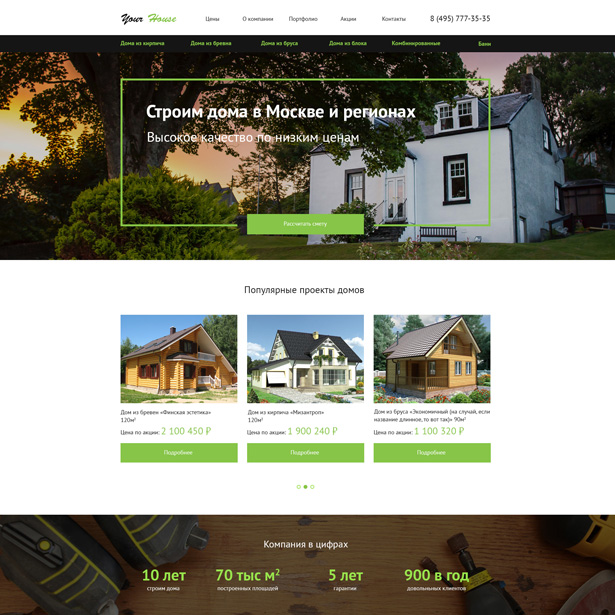 Your House
Цены
О компании
Портфолио
Акции
Контакты
8 (495) 777-35-35
Дома из кирпича
Дома из бревна
Дома из бруса
Дома из блока
Комбинированные
Бани
Строим дома в Москве и регионах
Высокое качество по низким ценам
Рассчитать смету
Популярные проекты домов
Дом из бревен «Финская эстетика»
120м²
Цена по акции: 2 100 450 ₽
Подробнее
Дом из кирпича «Мизантроп»
120м²
Цена по акции: 1 900 240 ₽
Подробнее
Дом из бруса «Экономичный (на случай, если
название длинное, то вот так)» 90м²
Цена по акции: 1 100 320 ₽
Подробнее
Компания в цифрах
10 лет
строим дома
70 тыс м²
построенных площадей
5 лет
гарантии
900 в год
довольных клиентов